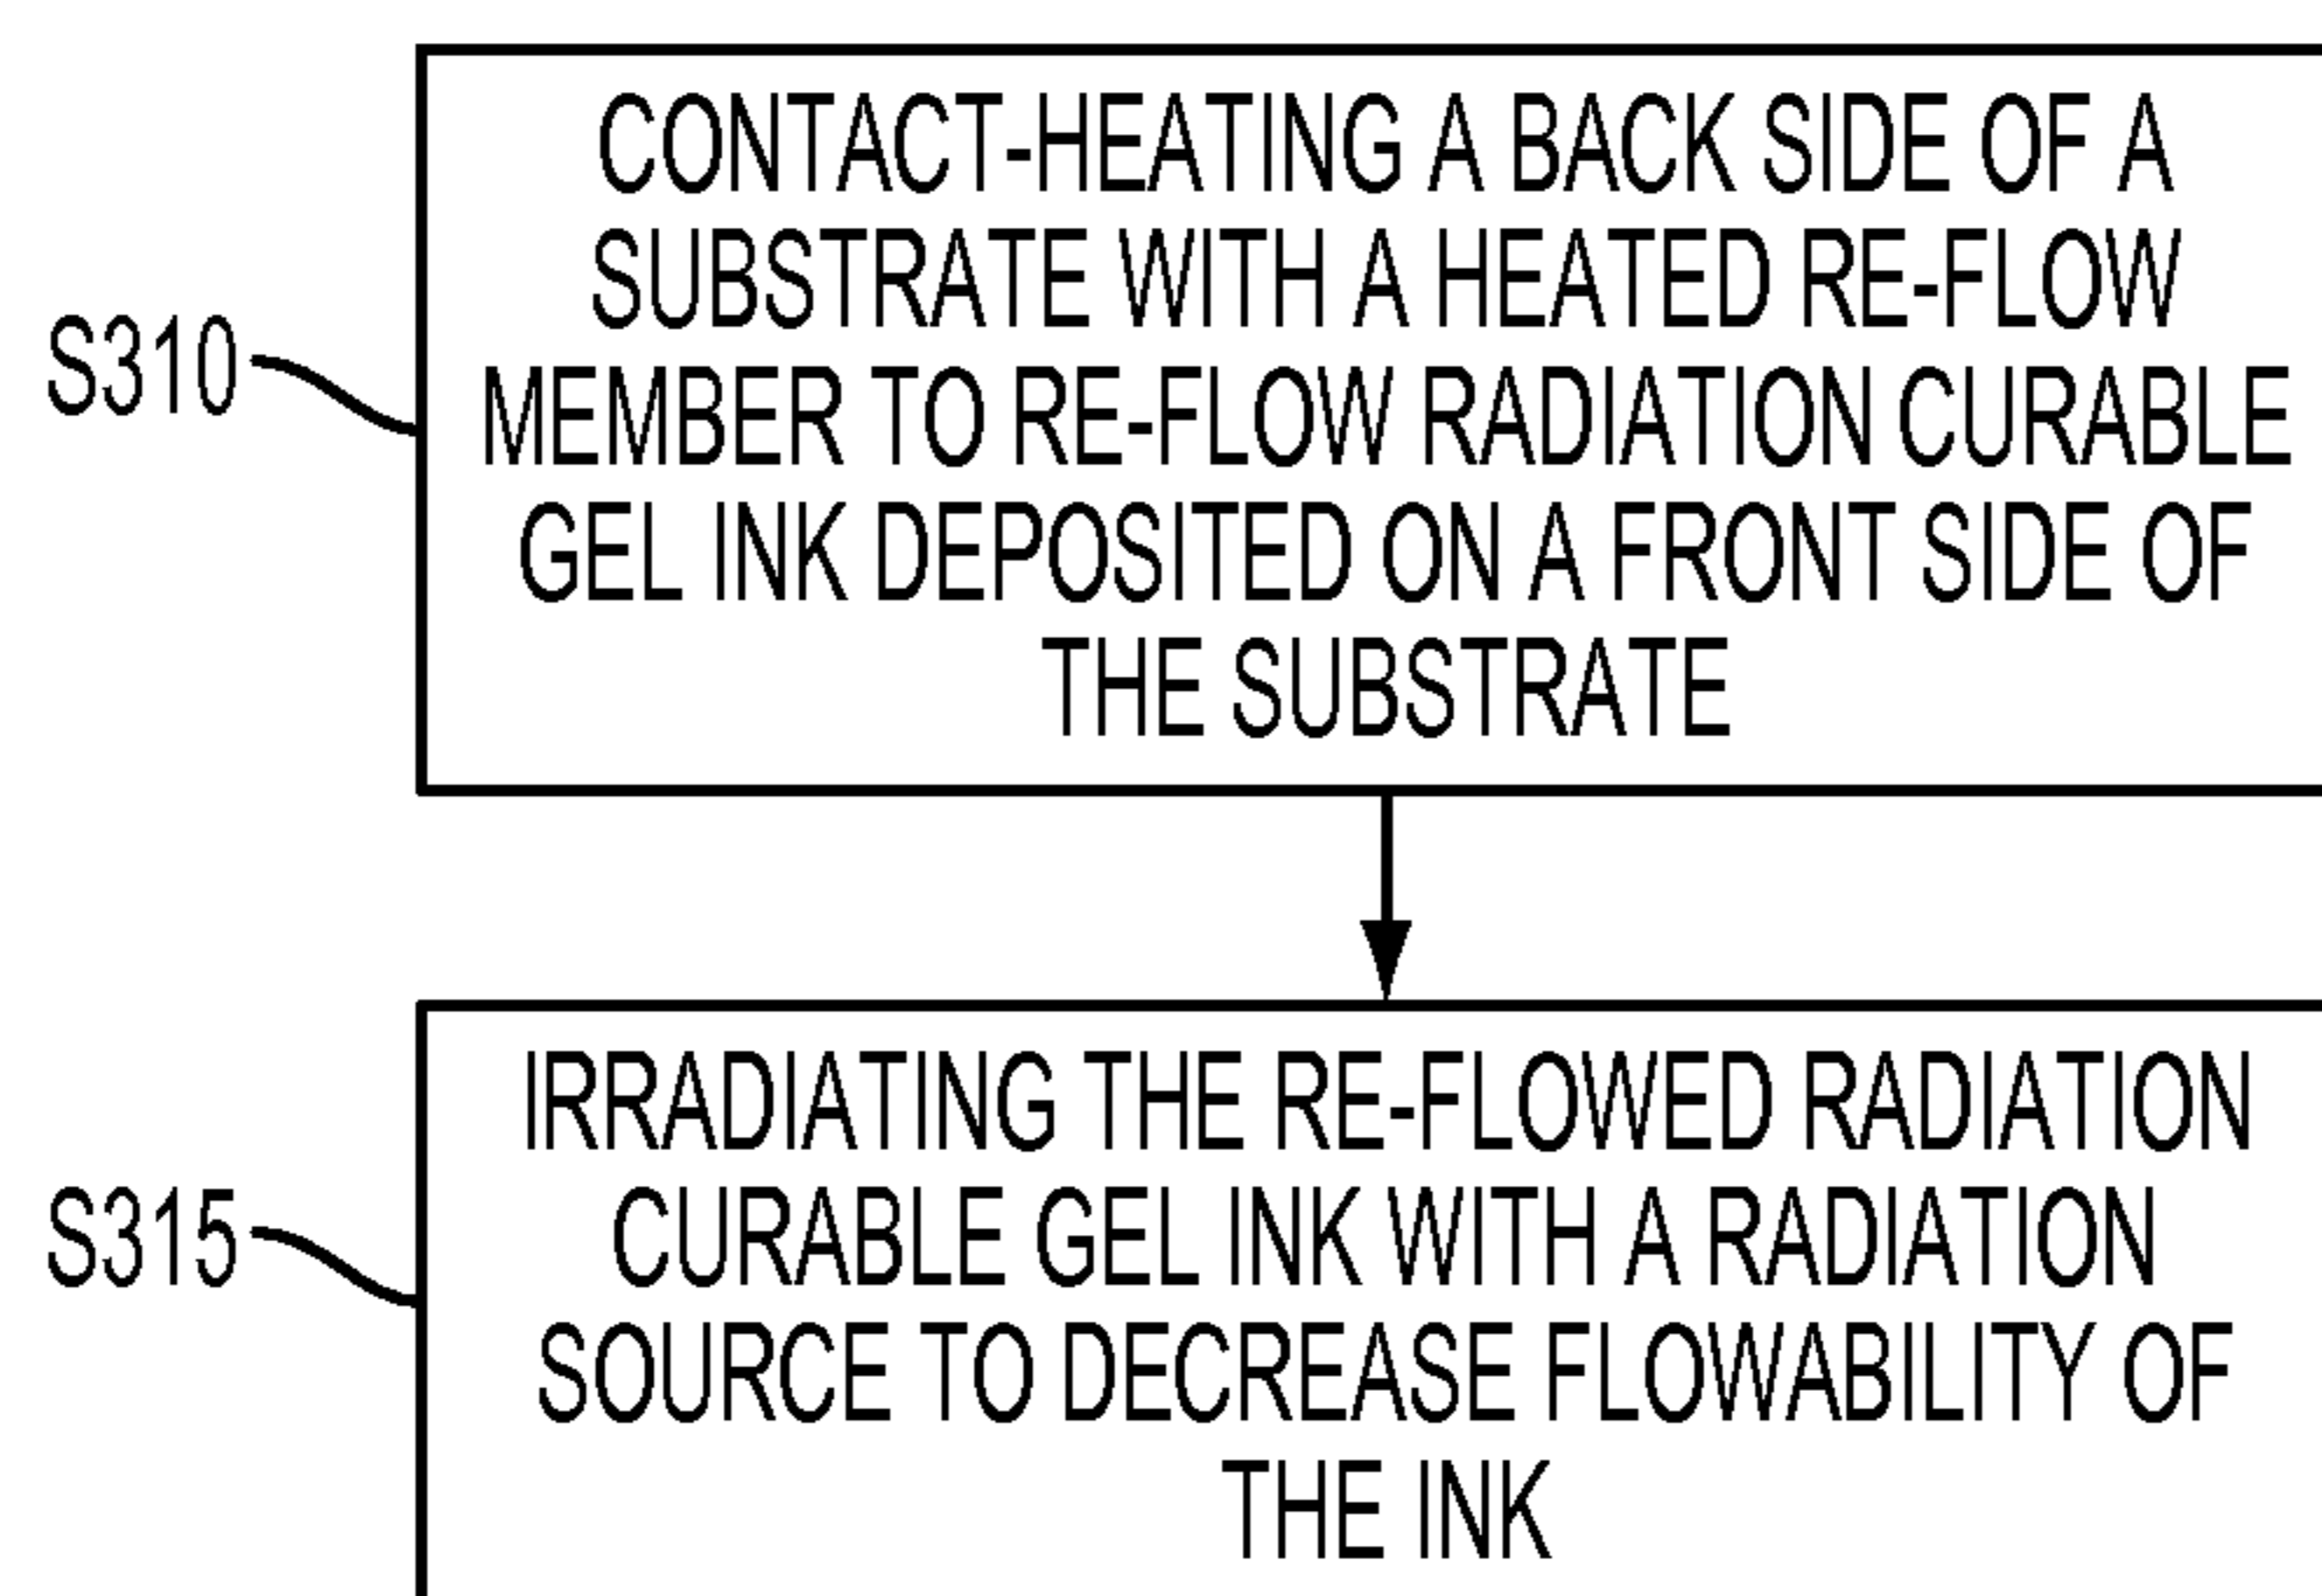 CONTACT-HEATING A BACK SIDE OF A
SUBSTRATE WITH A HEATED RE-FLOW
S310
MEMBER TO RE-FLOW RADIATION CURABLE
GEL INK DEPOSITED ON A FRONT SIDE OF
THE SUBSTRATE
IRRADIATING THE RE-FLOWED RADIATION
S315
CURABLE GEL INK WITH A RADIATION
SOURCE TO DECREASE FLOWABILITY OF
THE INK